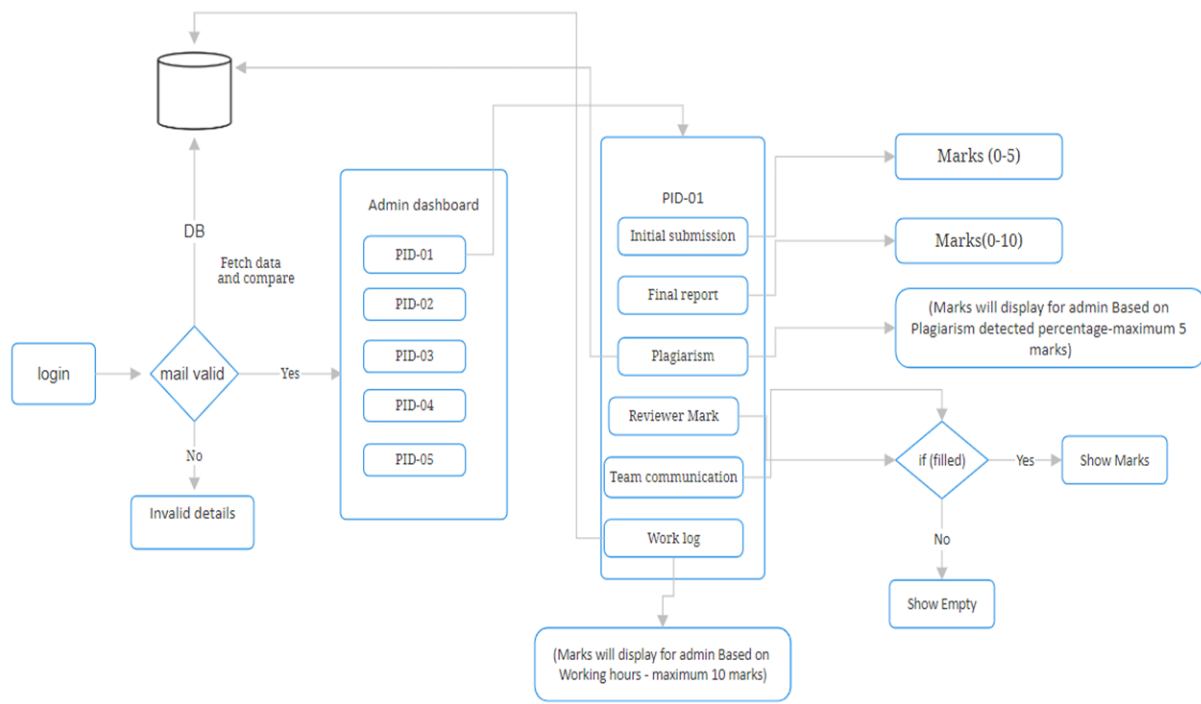 DB
Fetch data
and compare
login
mail valid
Yes
No
Invalid details
Admin dashboard
PID-01
PID-02
PID-03
PID-04
PID-05
PID-01
Initial submission
Final report
Plagiarism
Reviewer Mark
Team communication
Work log
Marks (0-5)
Marks(0-10)
(Marks will display for admin Based on
Plagiarism detected percentage-maximum 5
marks)
if (filled)
Yes
Show Marks
No
Show Empty
(Marks will display for admin Based on
Working hours - maximum 10 marks)